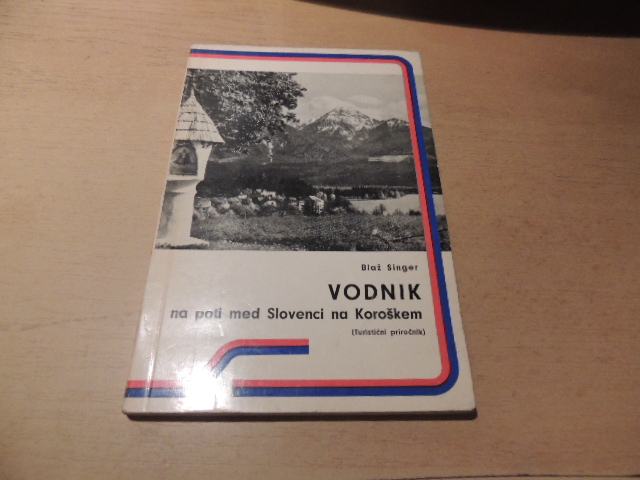 Blaž Singer
VODNIK
na poti med Slovenci na Koroškem
(Turistični priročnik)